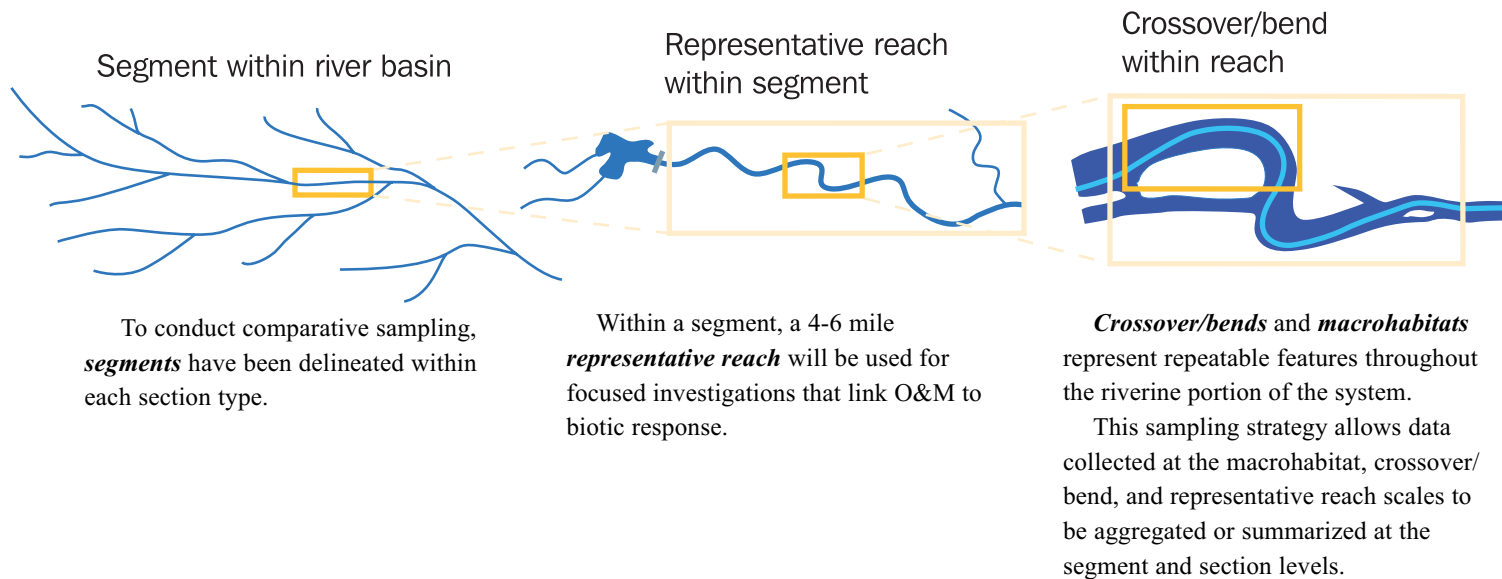 Segment within river basin
To conduct comparative sampling,
segments have been delineated within
each section type.
Representative reach
within segment
Within a segment, a 4-6 mile
representative reach will be used for
focused investigations that link O&M to
biotic response.
Crossover/bend
within reach
Crossover/bends and macrohabitats
represent repeatable features throughout
the riverine portion of the system.
This sampling strategy allows data
collected at the macrohabitat, crossover/
bend, and representative reach scales to
be aggregated or summarized at the
segment and section levels.